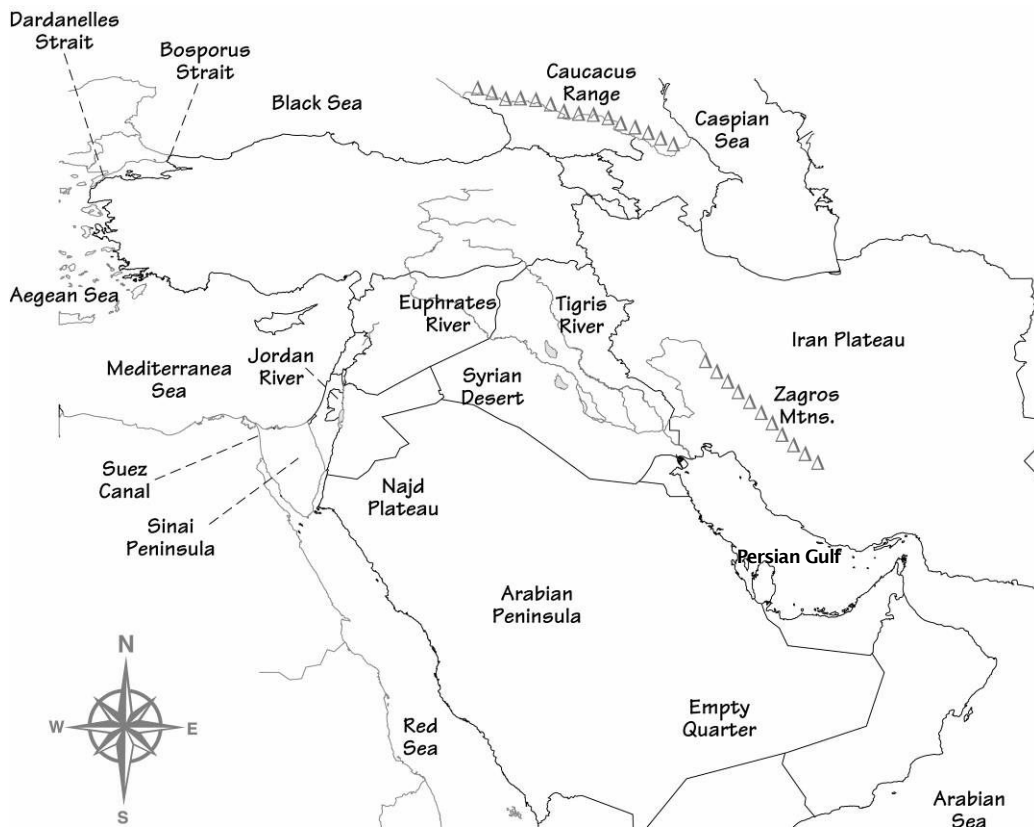 Dardanelles
Strait
Bosporus
Strait
Black Sea
Caucacus
Range
Caspian
Sea
Aegean Sea
Euphrates
River
Tigris
River
Iran Plateau
Mediterranea
Sea
Jordan
River
Syrian
Desert
Zagros
Mtns.
Suez
Canal
Najd
Plateau
Sinai
Peninsula
Persian Gulf
Arabian
Peninsula
N
W
E
S
Red
Sea
Empty
Quarter
Arabian
Sea